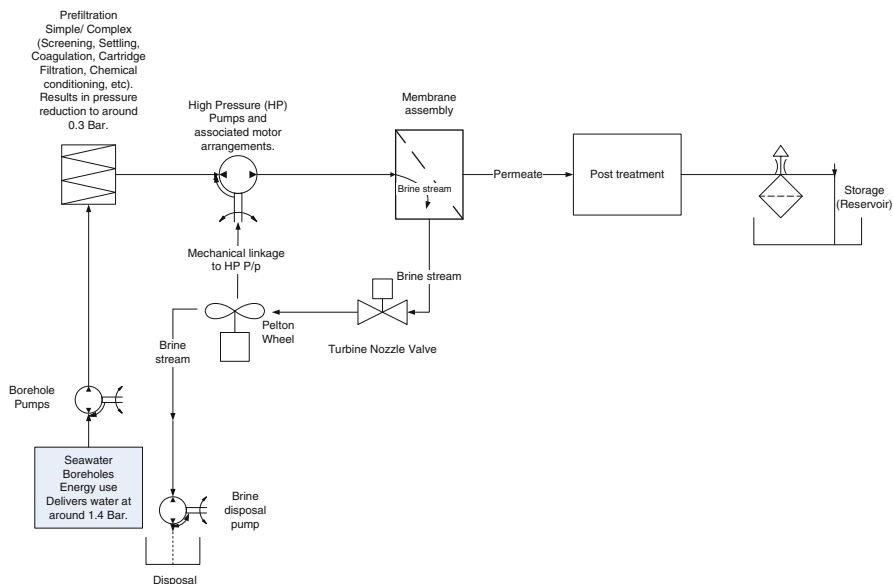 Prefiltration
Simple/ Complex
(Screening, Settling,
Coagulation, Cartridge
Filtration, Chemical
conditioning, etc).
Results in pressure
reduction to around
0.3 Bar.
High Pressure (HP)
Pumps and
associated motor
arrangements.
Membrane
assembly
Brine stream
Permeate
Post treatment
Storage
(Reservoir)
Mechanical linkage
to HP P/p
Brine stream
Pelton
Wheel
Turbine Nozzle Valve
Brine
stream
Borehole
Pumps
Seawater
Boreholes
Energy use
Delivers water at
around 1.4 Bar.
Brine
disposal
pump
Disposal